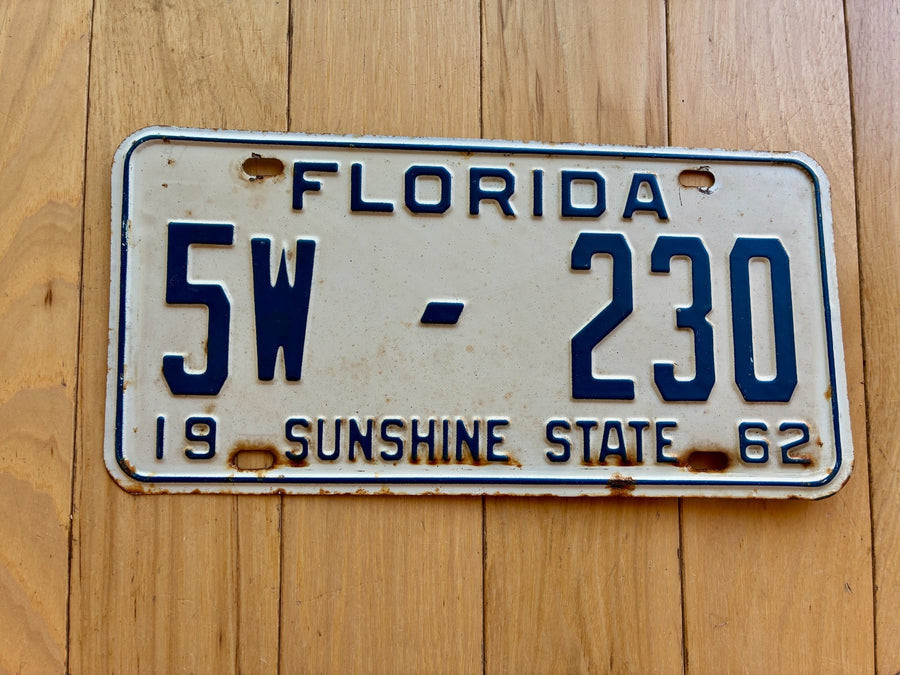 FLORIDA
5W - 230
19 SUNSHINE STATE 62